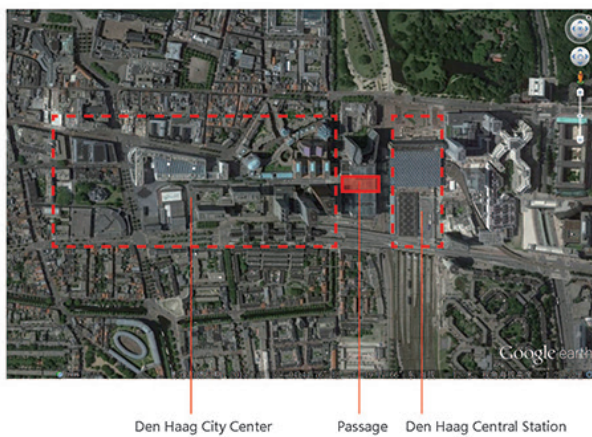 Google earth
Den Haag City Center
Passage
Den Haag Central Station